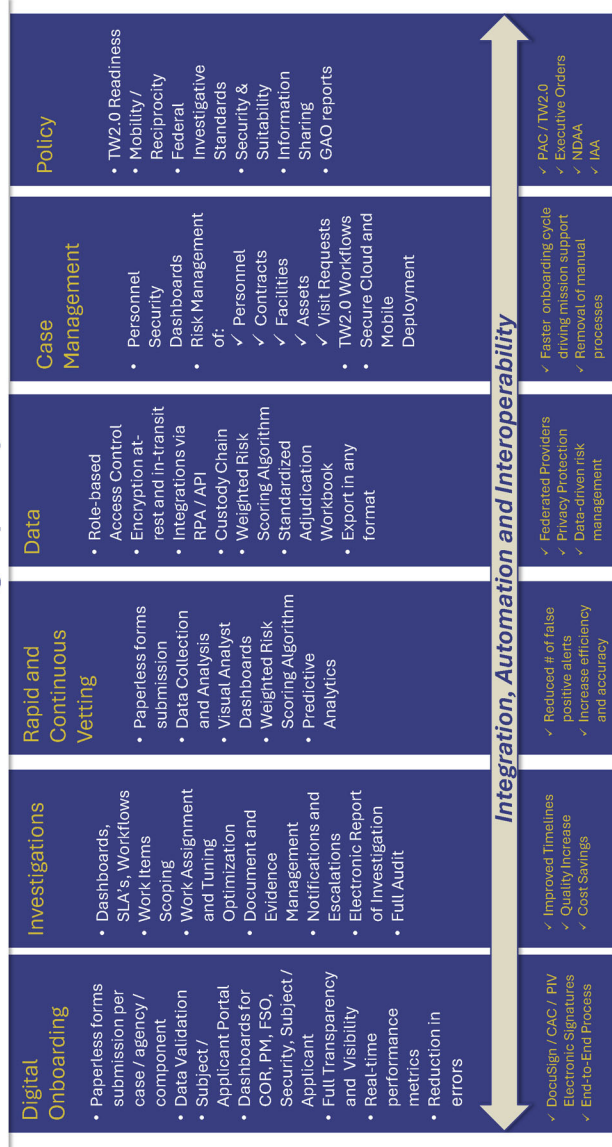 Digital
Onboarding
• Paperless forms
submission per
case / agency /
component
• Data Validation
• Subject /
Applicant Portal
• Dashboards for
COR, PM, FSO,
Security, Subject /
Applicant
• Full Transparency
and Visibility
• Real-time
performance
metrics
• Reduction in
errors
Investigations
• Dashboards,
SLA's, Workflows
• Work Items
Scoping
• Work Assignment
and Tuning
Optimization
• Document and
Evidence
Management
• Notifications and
Escalations
• Electronic Report
of Investigation
• Full Audit
Rapid and
Continuous
Vetting
• Paperless forms
submission
• Data Collection
and Analysis
• Visual Analyst
Dashboards
• Weighted Risk
Scoring Algorithm
• Predictive
Analytics
Data
• Role-based
Access Control
• Encryption at-
rest and in-transit
• Integrations via
RPA / API
• Custody Chain
• Weighted Risk
Scoring Algorithm
• Standardized
Adjudication
Workbook
• Export in any
format
Case
Management
• Personnel
Security
Dashboards
• Risk Management
of:
✓ Personnel
✓ Contracts
✓ Facilities
✓ Assets
✓ Visit Requests
• TW2.0 Workflows
• Secure Cloud and
Mobile
Deployment
Policy
• TW2.0 Readiness
• Mobility /
Reciprocity
• Federal
Investigative
Standards
• Security &
Suitability
• Information
Sharing
• GAO reports
Integration, Automation and Interoperability
✓ DocuSign / CAC / PIV
Electronic Signatures
✓ End-to-End Process
✓ Improved Timelines
✓ Quality Increase
✓ Cost Savings
✓ Reduced # of false
positive alerts
✓ Increase efficiency
and accuracy
✓ Federated Providers
✓ Privacy Protection
✓ Data-driven risk
management
✓ Faster onboarding cycle
driving mission support
✓ Removal of manual
processes
✓ PAC / TW2.0
✓ Executive Orders
✓ NDAA
✓ IAA